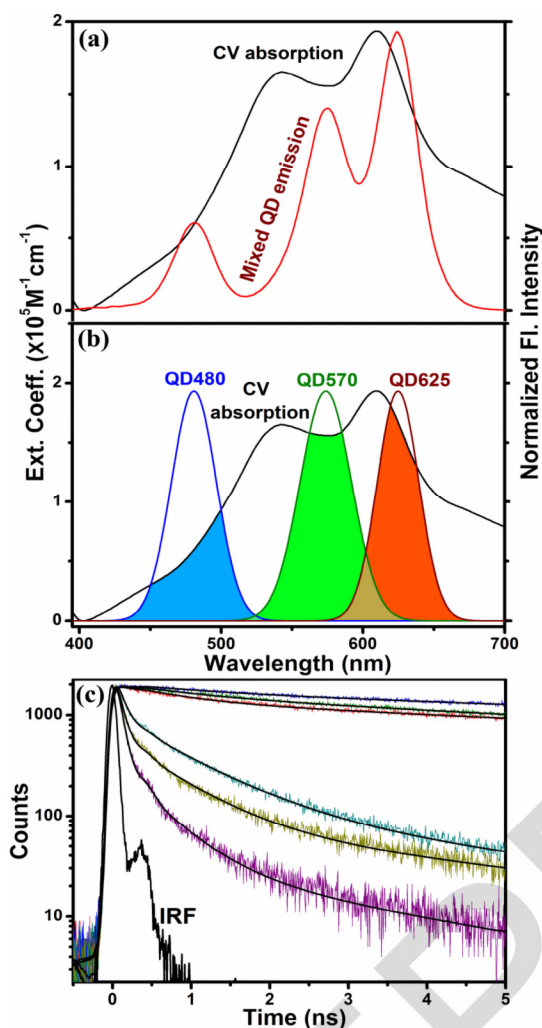 (a)
CV absorption
Mixed QD emission
2
1
0
(b)
QD480
QD570
QD625
CV
absorption
2
1
0
Ext. Coeff. (x10⁵M⁻¹cm⁻¹)
Normalized Fl. Intensity
400
500
600
700
Wavelength (nm)
(c)
1000
100
10
Counts
IRF
0
1
2
3
4
5
Time (ns)